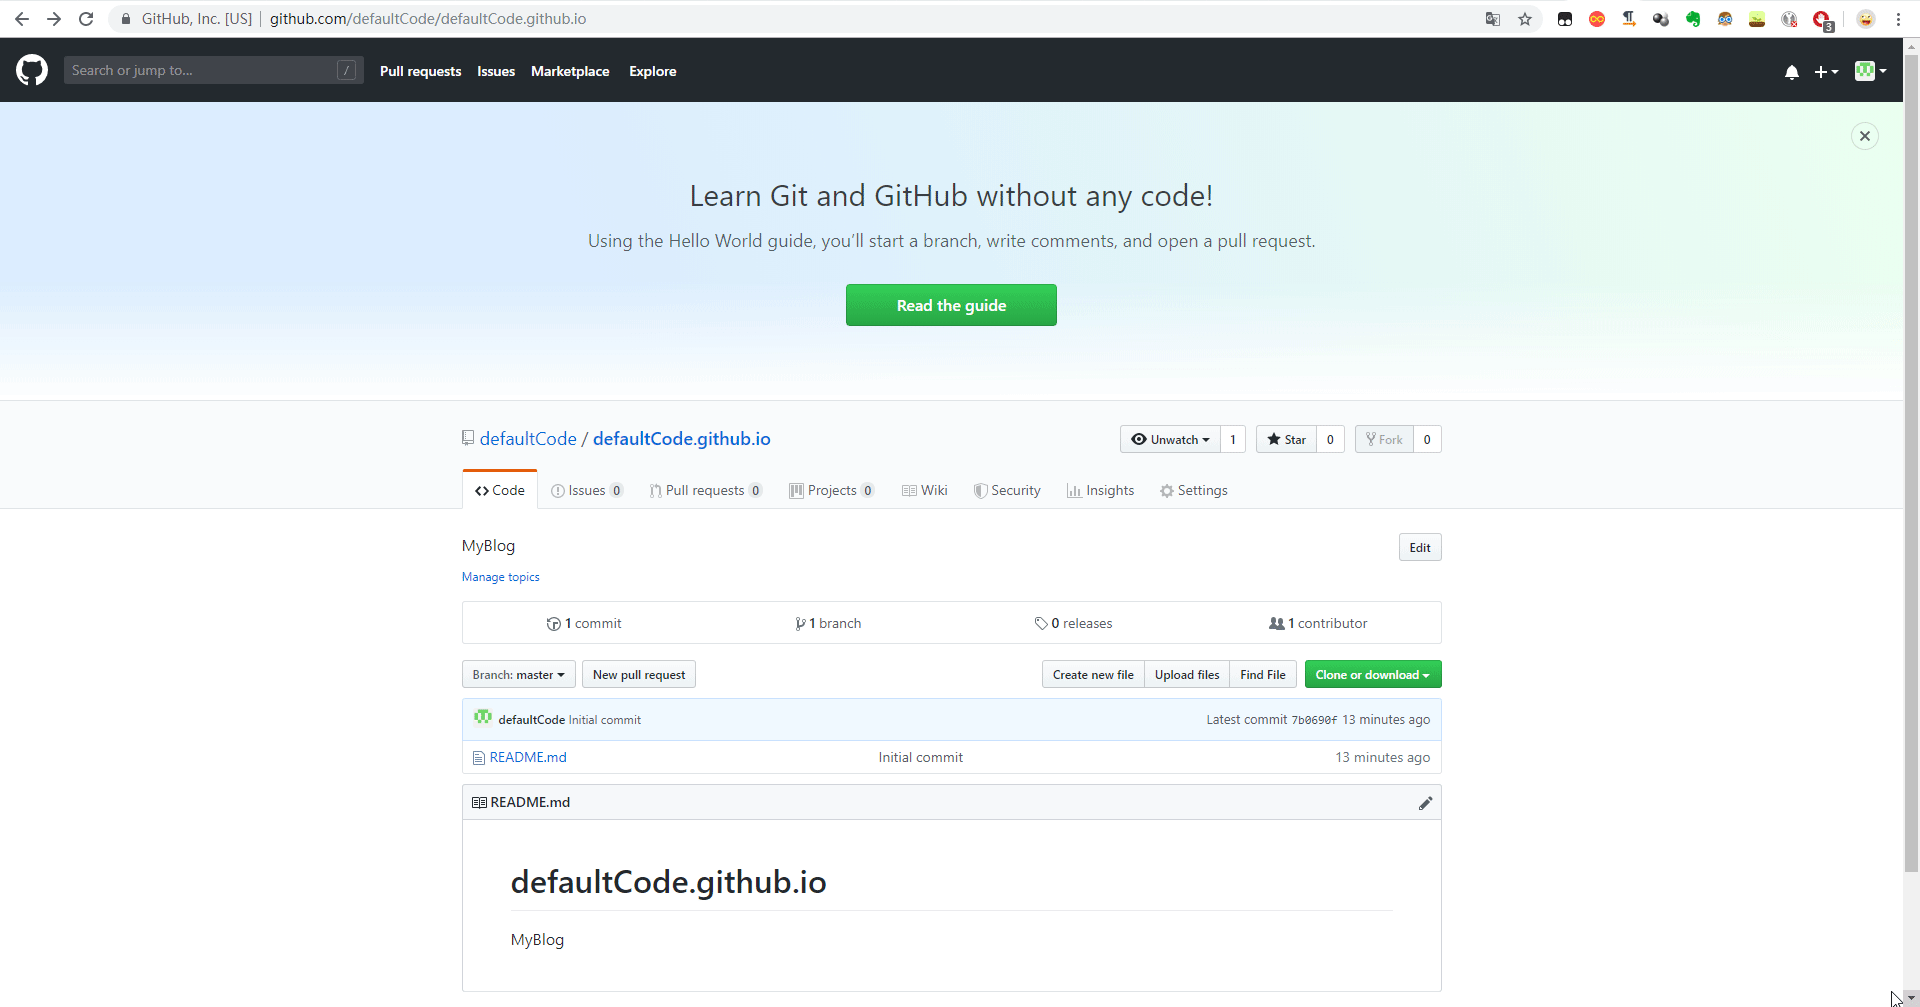 GitHub, Inc. [US] | github.com/defaultCode/defaultCode.github.io
3
Search or jump to... /
Pull requests Issues Marketplace Explore
Learn Git and GitHub without any code!
Using the Hello World guide, you’ll start a branch, write comments, and open a pull request.
Read the guide
defaultCode / defaultCode.github.io
Unwatch 1 Star 0 Fork 0
Code Issues 0 Pull requests 0 Projects 0 Wiki Security Insights Settings
MyBlog
Edit
Manage topics
1 commit 1 branch 0 releases 1 contributor
Branch: master New pull request Create new file Upload files Find File Clone or download
defaultCode Initial commit Latest commit 7b0690f 13 minutes ago
README.md Initial commit 13 minutes ago
README.md
defaultCode.github.io
MyBlog